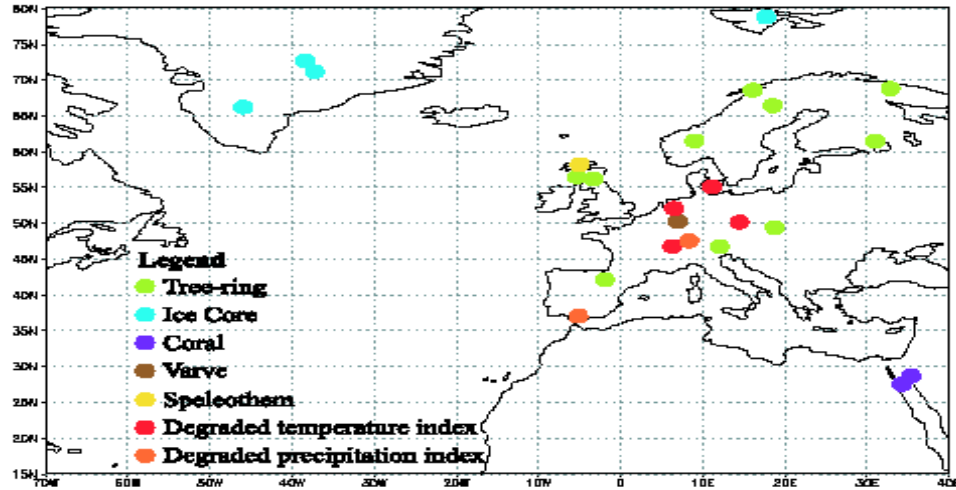 80N
75N
70N
65N
60N
55N
50N
45N
40N
35N
30N
25N
20N
15N
Legend
Tree-ring
Ice Core
Coral
Varve
Speleothem
Degraded temperature index
Degraded precipitation index
70W 60W 50W 40W 30W 20W 10W 0 10E 20E 30E 40E